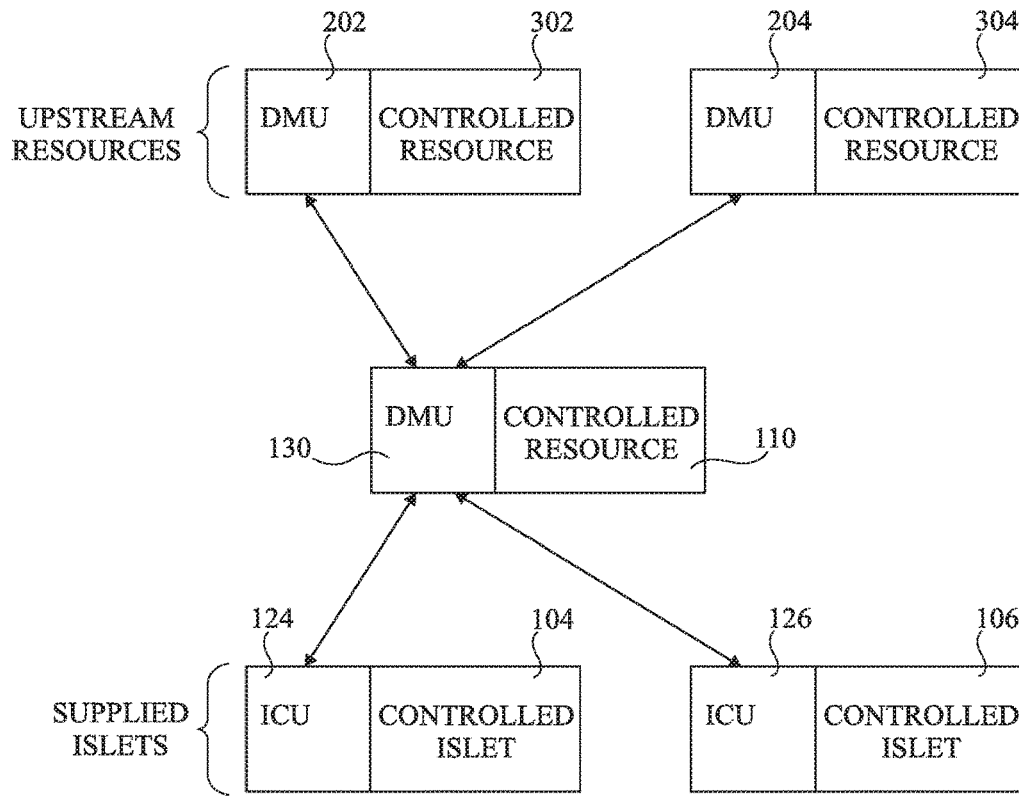 202 302 204 304
UPSTREAM RESOURCES
DMU CONTROLLED RESOURCE
DMU CONTROLLED RESOURCE
DMU CONTROLLED RESOURCE
130 110
124 104 126 106
SUPPLIED ISLETS
ICU CONTROLLED ISLET
ICU CONTROLLED ISLET